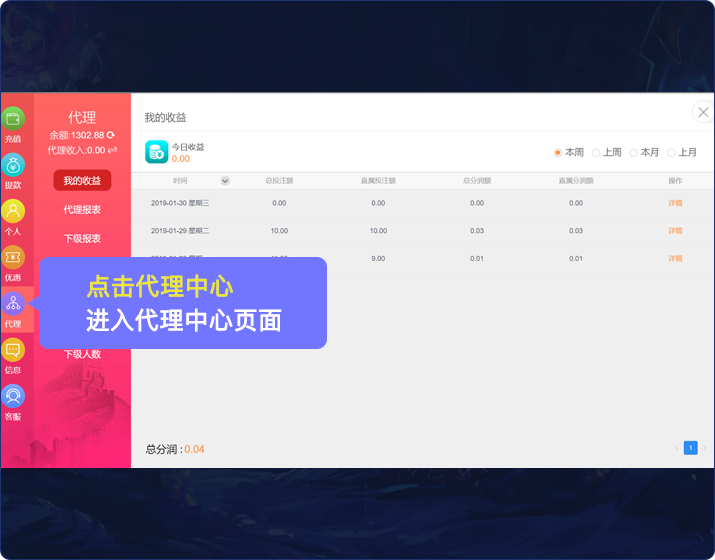 充值
提款
个人
优惠
代理
信息
客服
代理
余额:1302.88
代理收入:0.00
我的收益
代理报表
下级报表
下级人数
点击代理中心
进入代理中心页面
我的收益
今日收益
0.00
本周 上周 本月 上月
时间 总投注额 直属投注额 总分润额 直属分润额 操作
2019-01-30 星期三 0.00 0.00 0.00 0.00 详情
2019-01-29 星期二 10.00 10.00 0.03 0.03 详情
9.00 0.01 0.01 详情
总分润 : 0.04
1